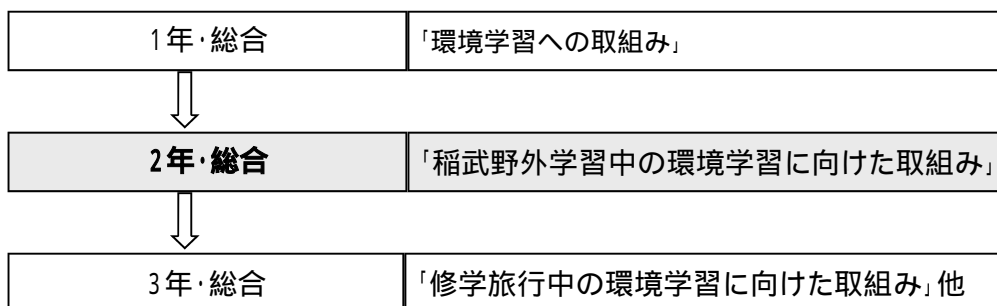 1年・総合 「環境学習への取組み」
2年・総合 「稲武野外学習中の環境学習に向けた取組み」
3年・総合 「修学旅行中の環境学習に向けた取組み」他